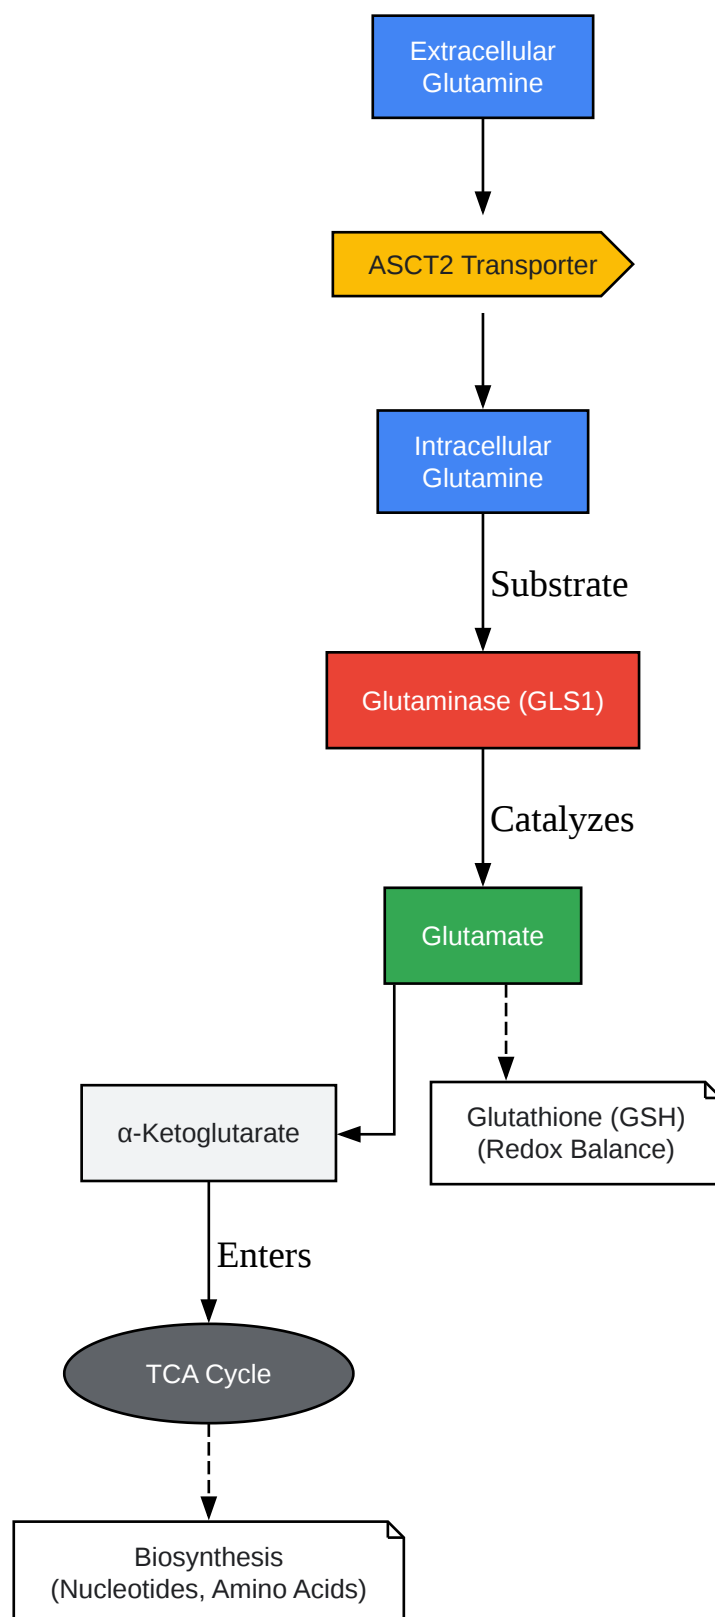 Extracellular
Glutamine
ASCT2 Transporter
Intracellular
Glutamine
Substrate
Glutaminase (GLS1)
Catalyzes
Glutamate
α-Ketoglutarate
Glutathione (GSH)
(Redox Balance)
Enters
TCA Cycle
Biosynthesis
(Nucleotides, Amino Acids)